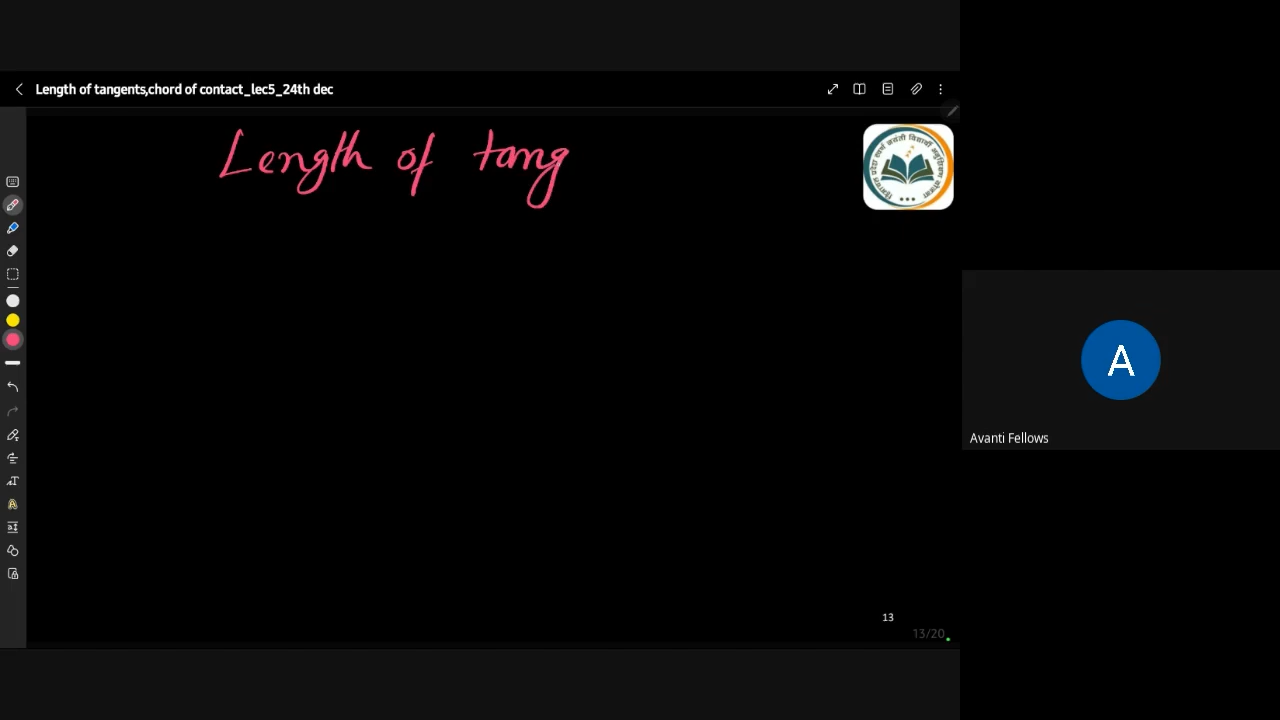 Length of tangents,chord of contact_lec5_24th dec
Length of tang
13
13/20
A
Avanti Fellows